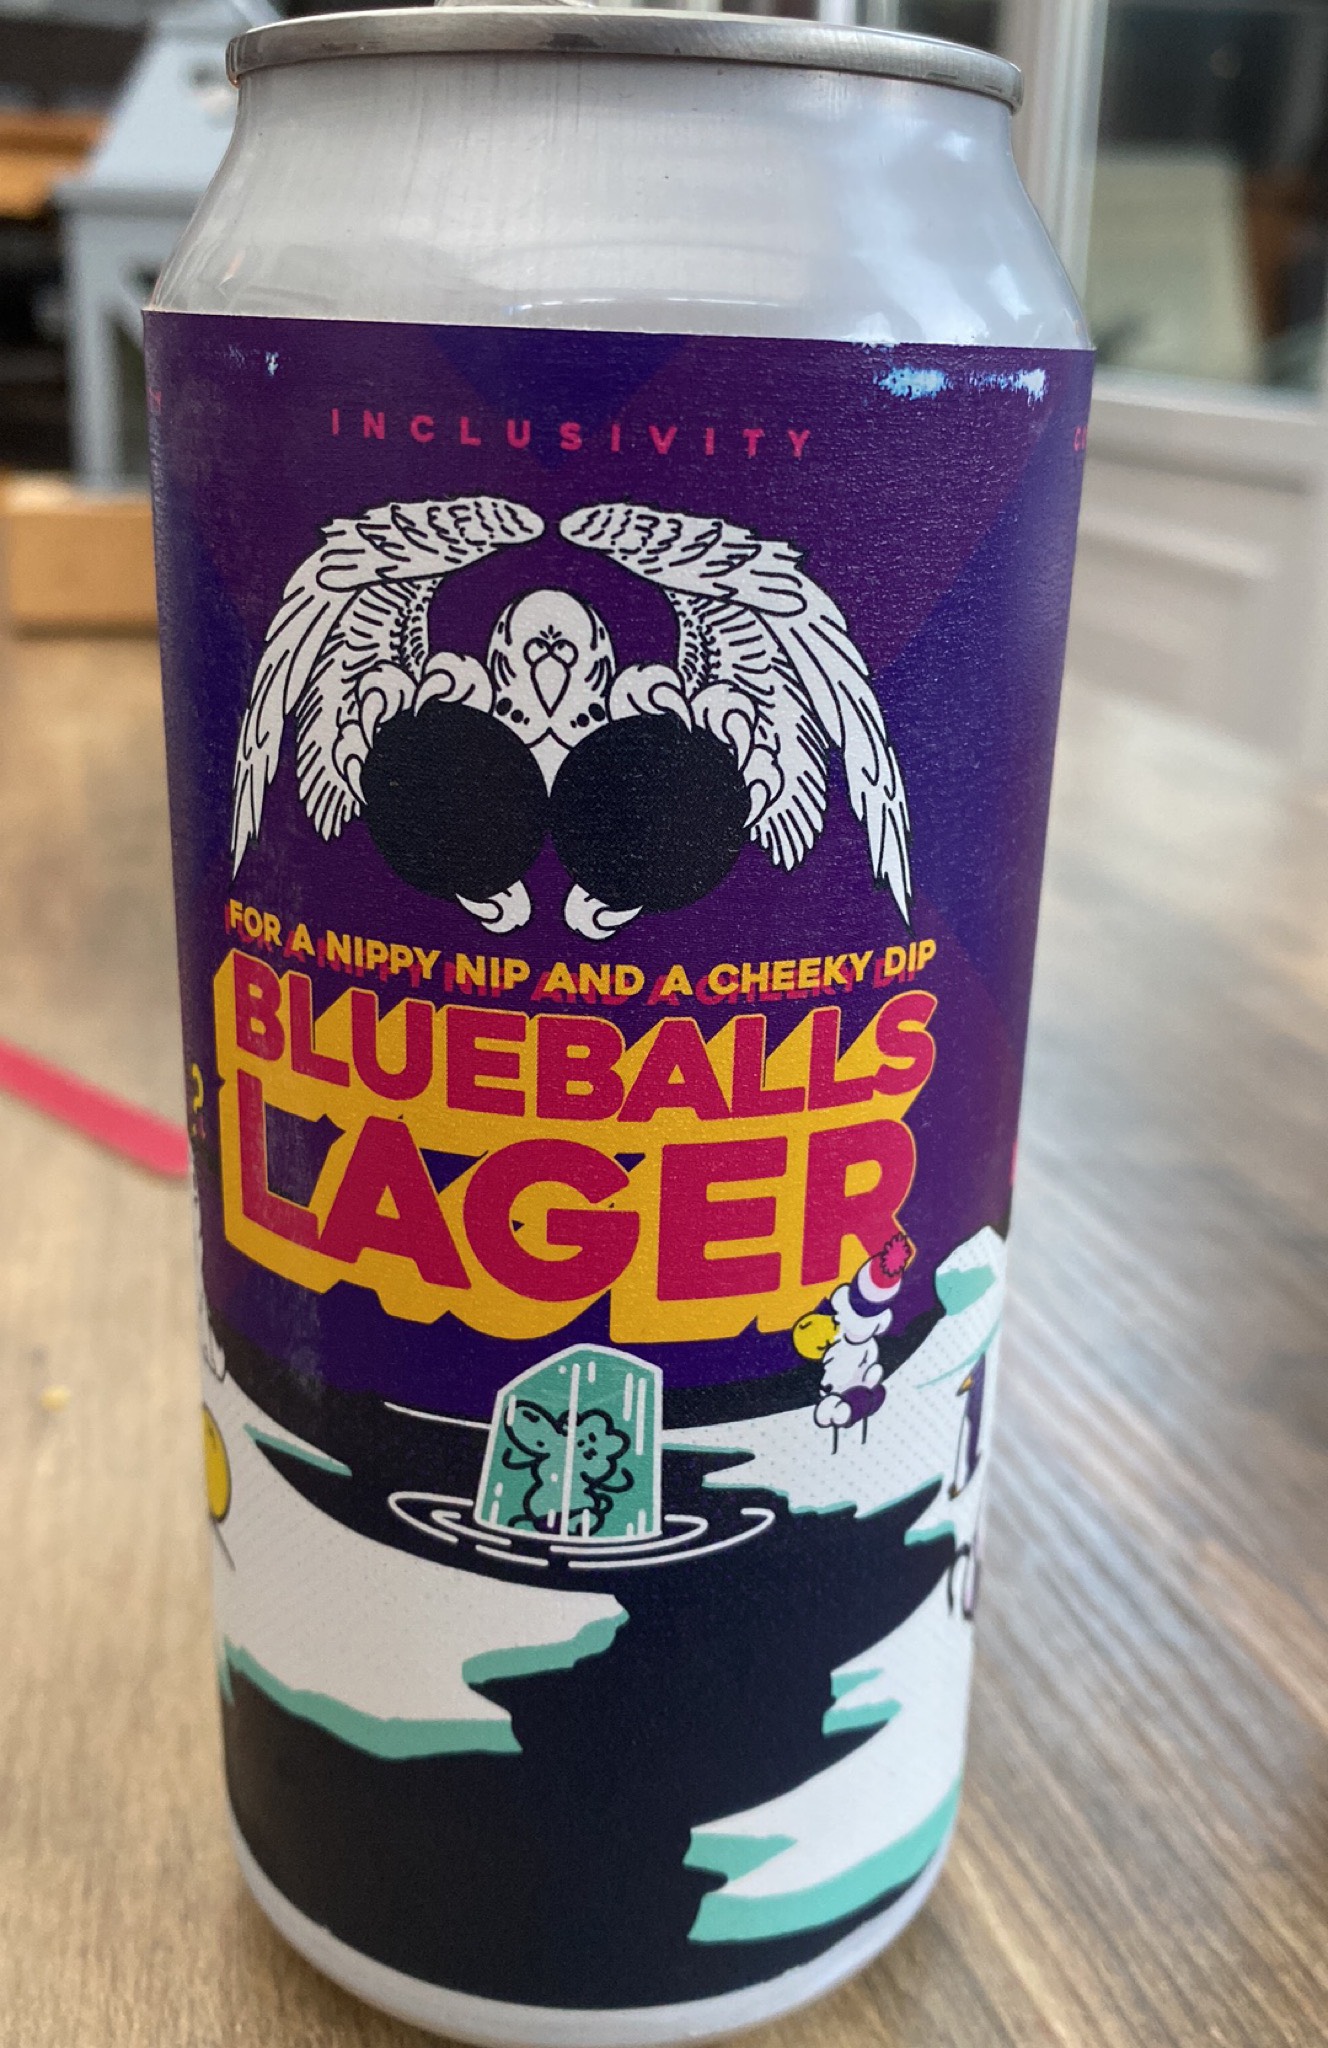 INCLUSIVITY
FOR A NIPPY NIP AND A CHEEKY DIP
BLUEBALLS
LAGER
?